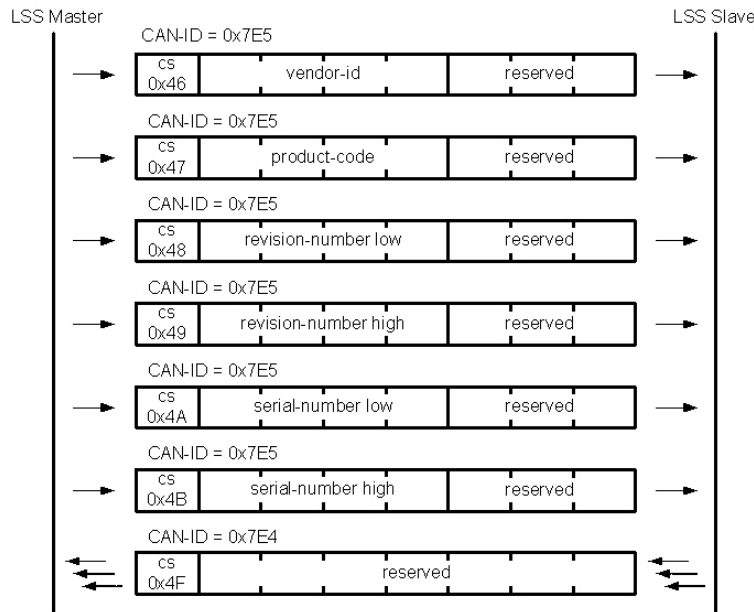 LSS Master
LSS Slave
CAN-ID = 0x7E5
cs
0x46
vendor-id
reserved
CAN-ID = 0x7E5
cs
0x47
product-code
reserved
CAN-ID = 0x7E5
cs
0x48
revision-number low
reserved
CAN-ID = 0x7E5
cs
0x49
revision-number high
reserved
CAN-ID = 0x7E5
cs
0x4A
serial-number low
reserved
CAN-ID = 0x7E5
cs
0x4B
serial-number high
reserved
CAN-ID = 0x7E4
cs
0x4F
reserved